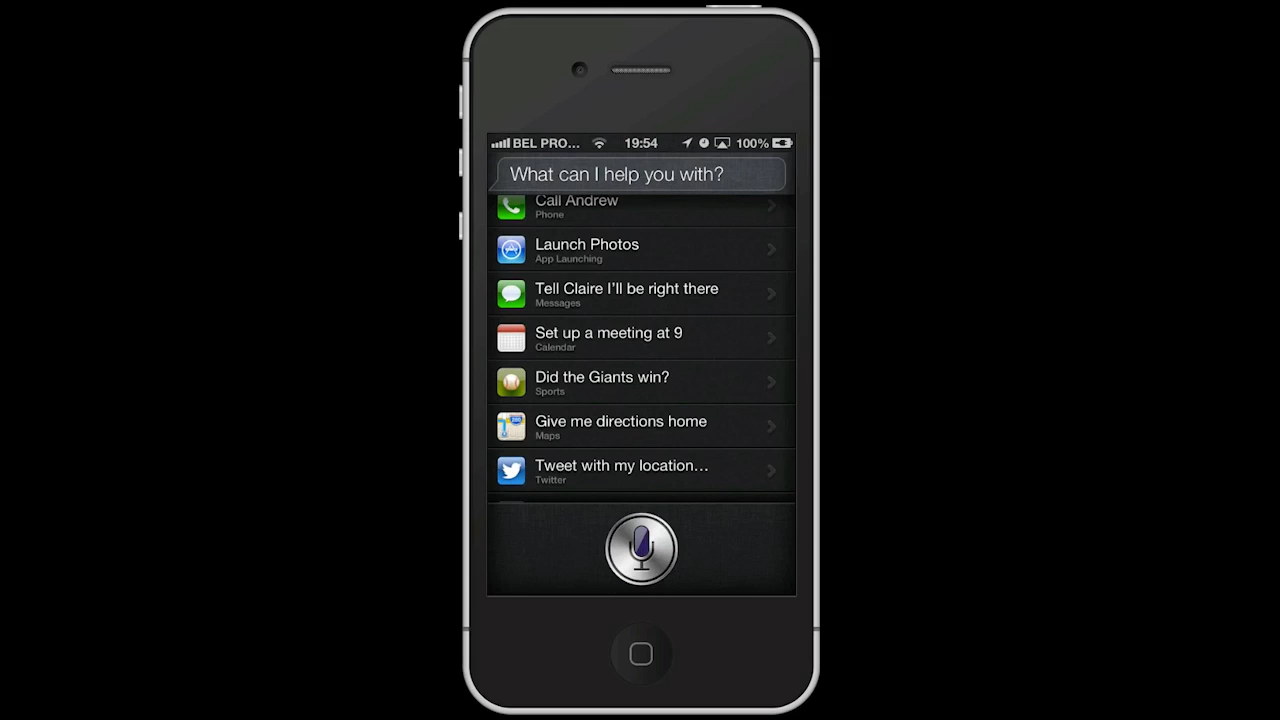 BEL PRO... 19:54 100%
What can I help you with?
Call Andrew
Phone
Launch Photos
App Launching
Tell Claire I'll be right there
Messages
Set up a meeting at 9
Calendar
Did the Giants win?
Sports
Give me directions home
Maps
Tweet with my location...
Twitter